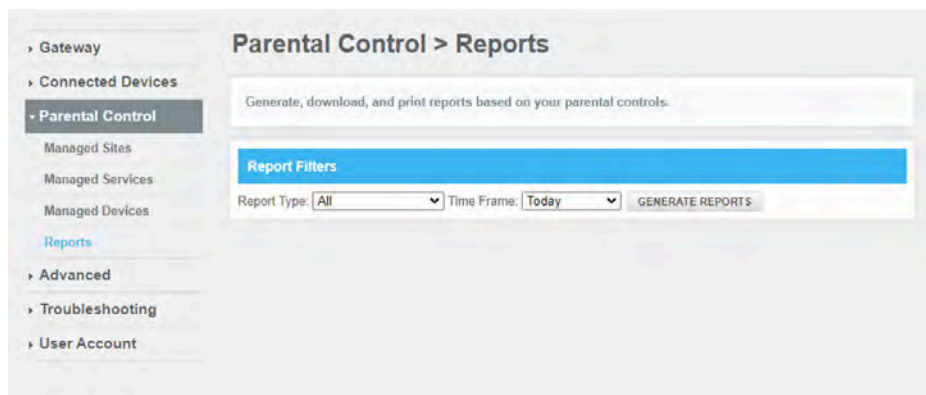 Gateway
Connected Devices
Parental Control
Managed Sites
Managed Services
Managed Devices
Reports
Advanced
Troubleshooting
User Account
Parental Control > Reports
Generate, download, and print reports based on your parental controls.
Report Filters
Report Type: All Time Frame: Today GENERATE REPORTS